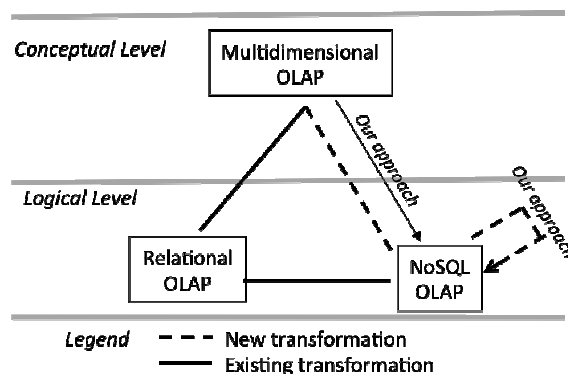 Conceptual Level
Multidimensional
OLAP
Our approach
Logical Level
Our approach
Relational
OLAP
NoSQL
OLAP
Legend
New transformation
Existing transformation